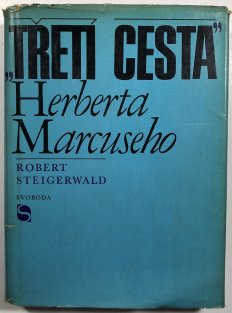 „TŘETÍ CESTA"
Herberta
Marcuseho
ROBERT
STEIGERWALD
SVOBODA
S